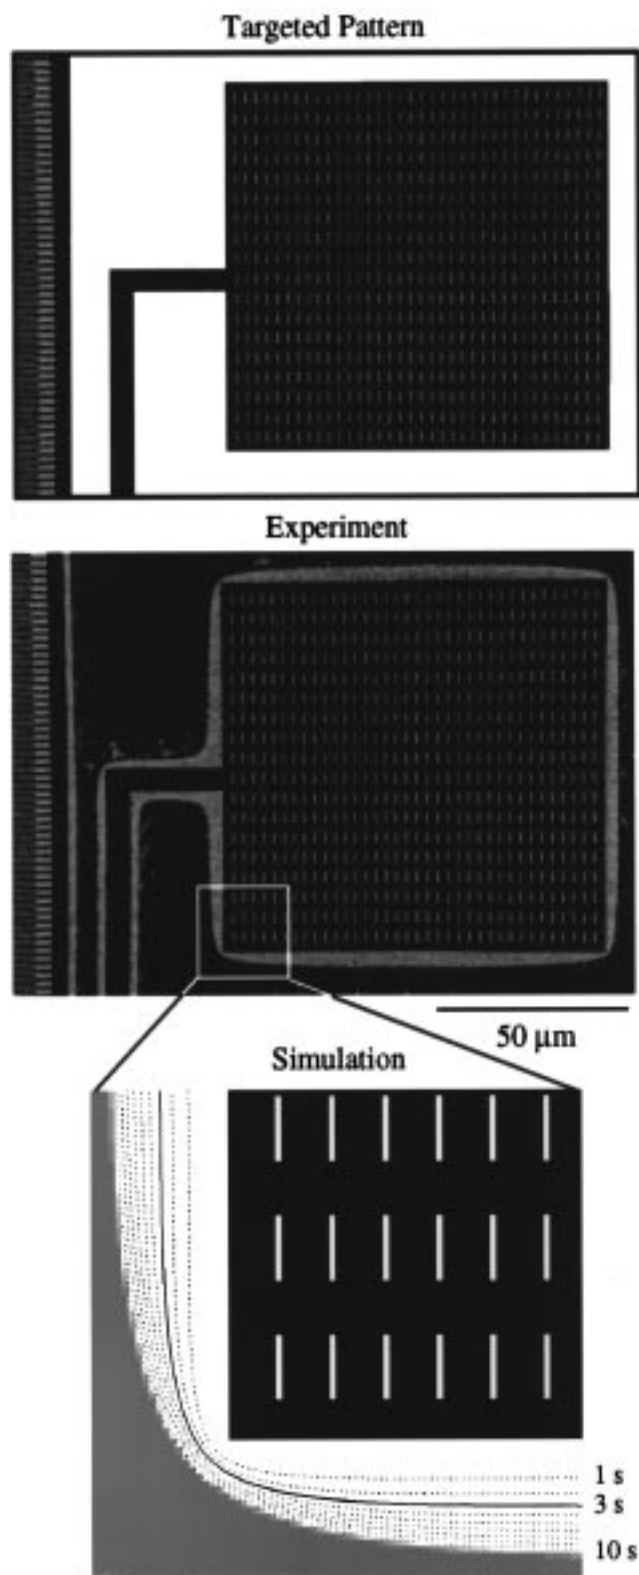 Targeted Pattern
Experiment
50 µm
Simulation
1 s
3 s
10 s